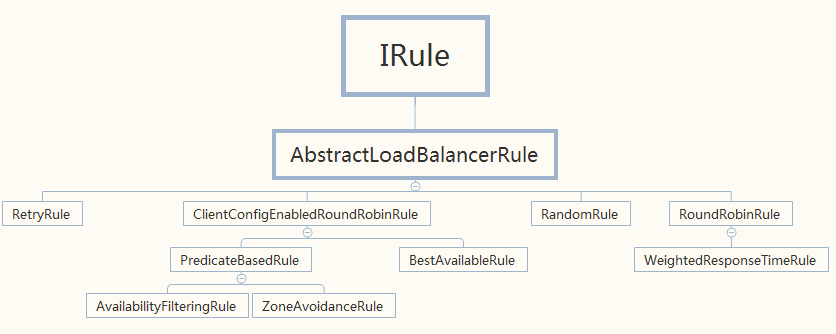 IRule
AbstractLoadBalancerRule
RetryRule
ClientConfigEnabledRoundRobinRule
RandomRule
RoundRobinRule
PredicateBasedRule
BestAvailableRule
WeightedResponseTimeRule
AvailabilityFilteringRule
ZoneAvoidanceRule